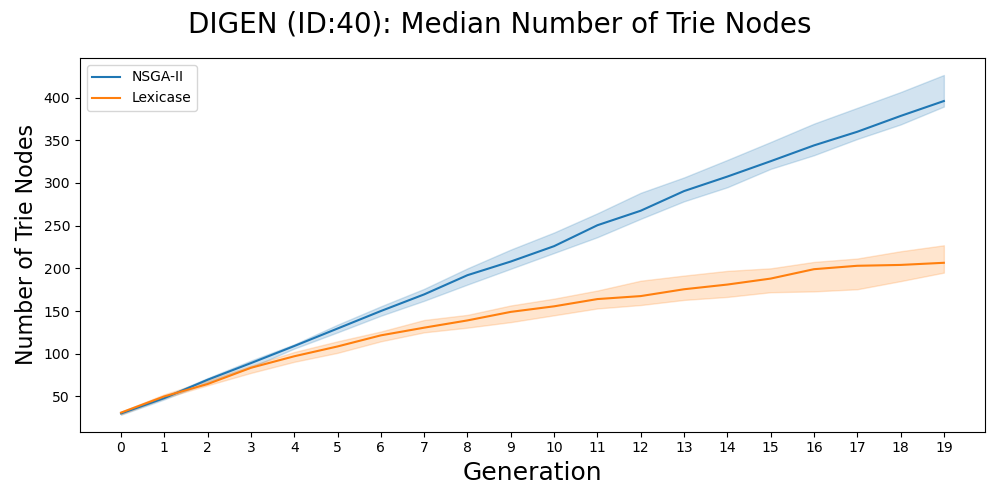 DIGEN (ID:40): Median Number of Trie Nodes
NSGA-II
Lexicase
Number of Trie Nodes
400
350
300
250
200
150
100
50
0 1 2 3 4 5 6 7 8 9 10 11 12 13 14 15 16 17 18 19
Generation